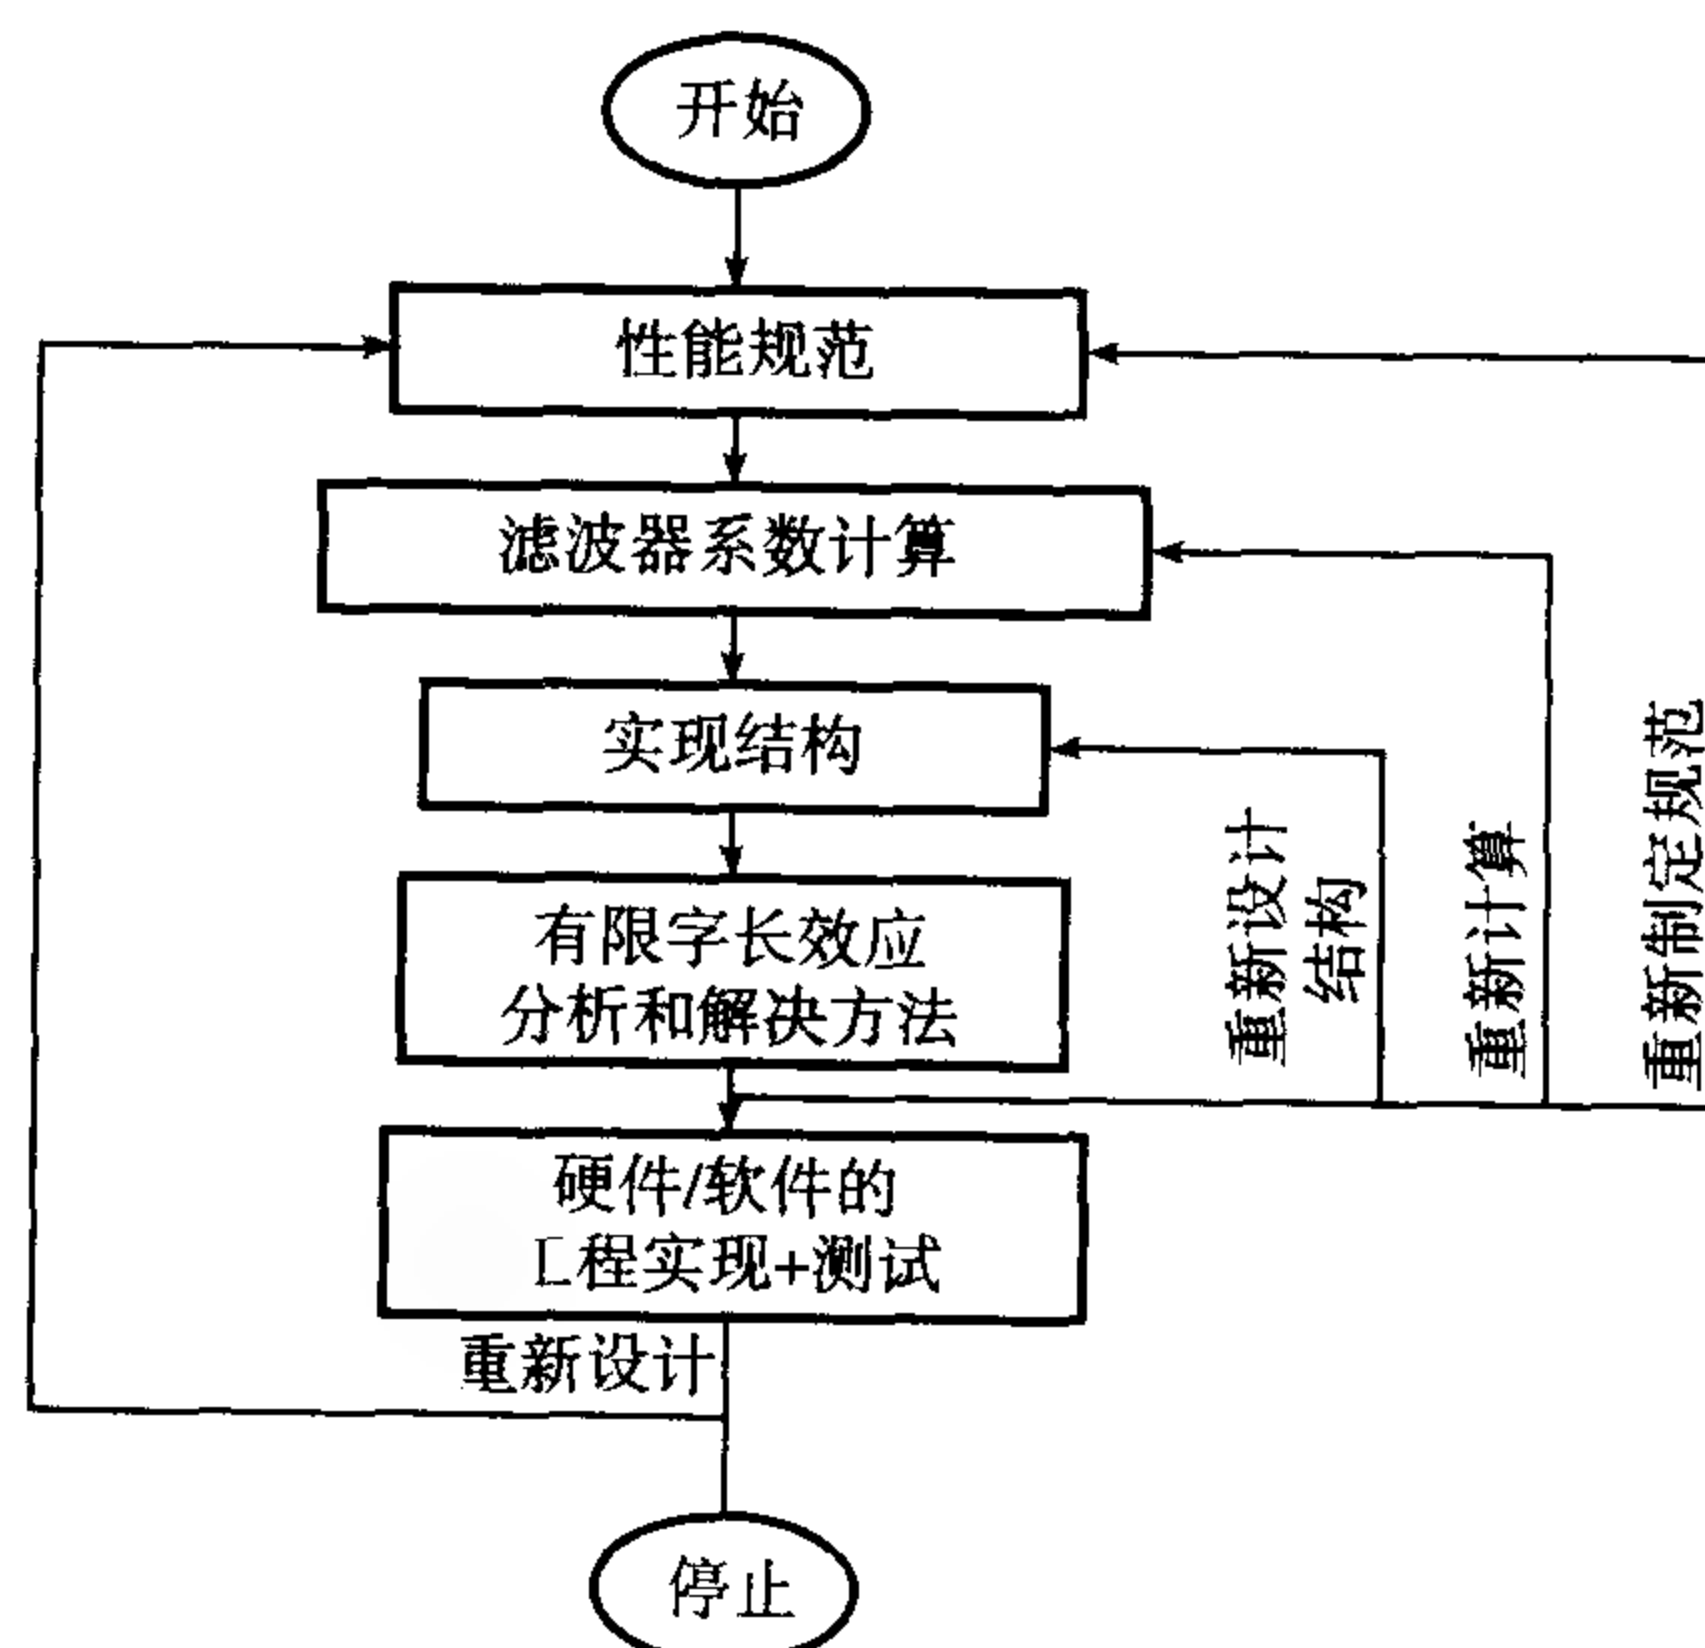 开始
性能规范
滤波器系数计算
实现结构
有限字长效应
分析和解决方法
重新设计
结构
重新计算
重新制定规范
硬件/软件的
工程实现+测试
重新设计
停止